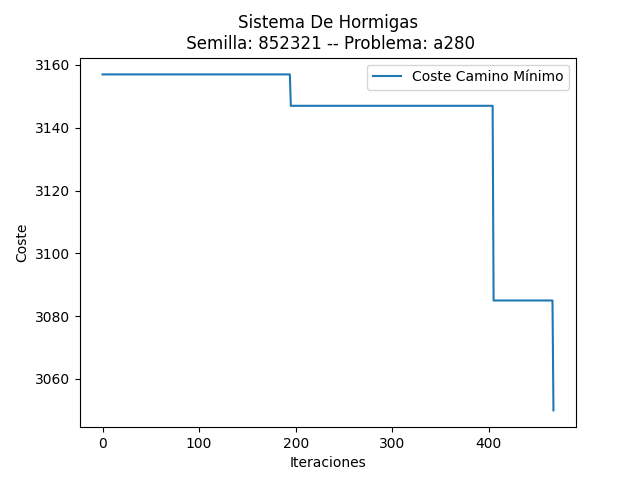 Sistema De Hormigas
Semilla: 852321 -- Problema: a280
Coste Camino Mínimo
3160
3140
3120
3100
3080
3060
Coste
0 100 200 300 400
Iteraciones